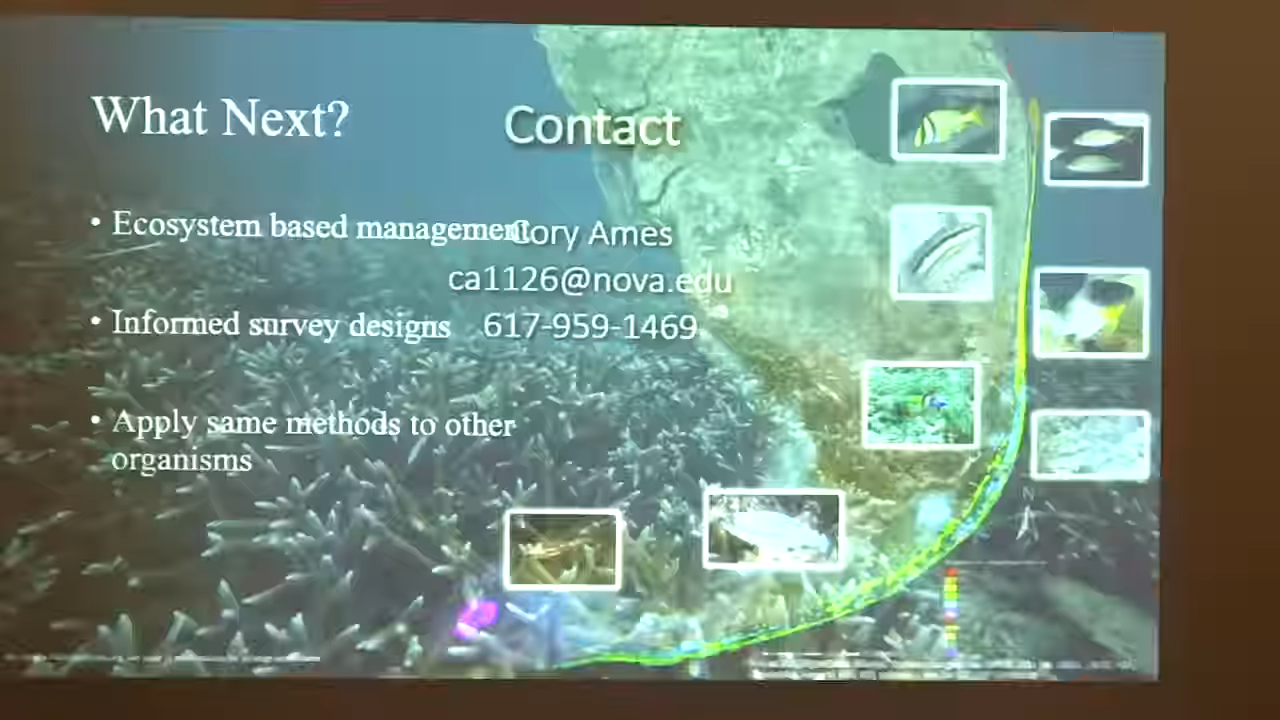 What Next?
Contact
• Ecosystem based management
Cory Ames
ca1126@nova.edu
• Informed survey designs
617-959-1469
• Apply same methods to other
organisms
N